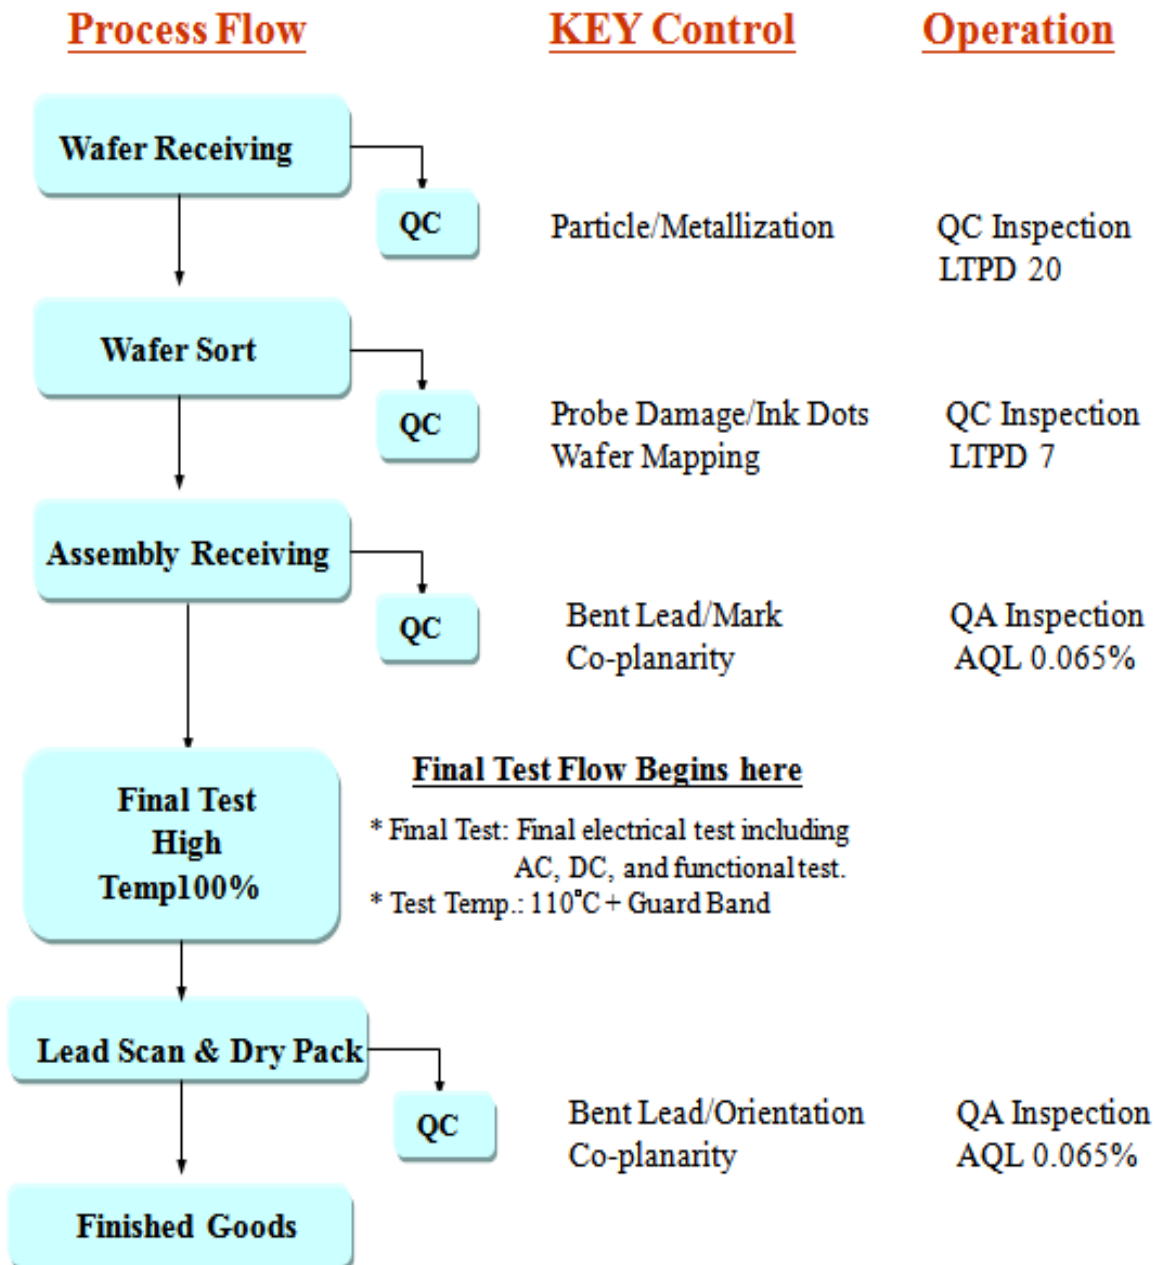 Process Flow KEY Control Operation
Wafer Receiving
QC Particle/Metallization QC Inspection
LTPD 20
Wafer Sort
QC Probe Damage/Ink Dots QC Inspection
Wafer Mapping LTPD 7
Assembly Receiving
QC Bent Lead/Mark QA Inspection
Co-planarity AQL 0.065%
Final Test Flow Begins here
Final Test
High
Temp100%
* Final Test: Final electrical test including
AC, DC, and functional test.
* Test Temp.: 110°C + Guard Band
Lead Scan & Dry Pack
QC Bent Lead/Orientation QA Inspection
Co-planarity AQL 0.065%
Finished Goods